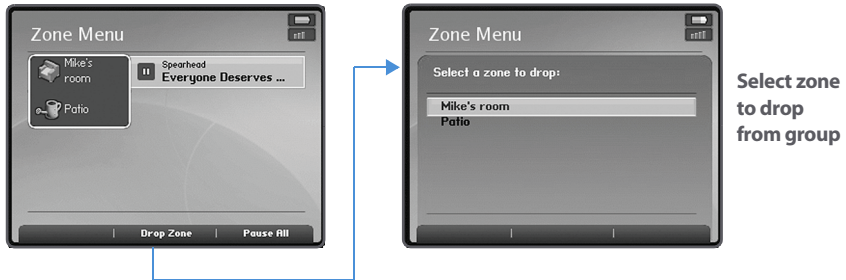 Zone Menu
Mike's
room
Patio
Spearhead
Everyone Deserves ...
Drop Zone | Pause All
Zone Menu
Select a zone to drop:
Mike's room
Patio
Select zone
to drop
from group